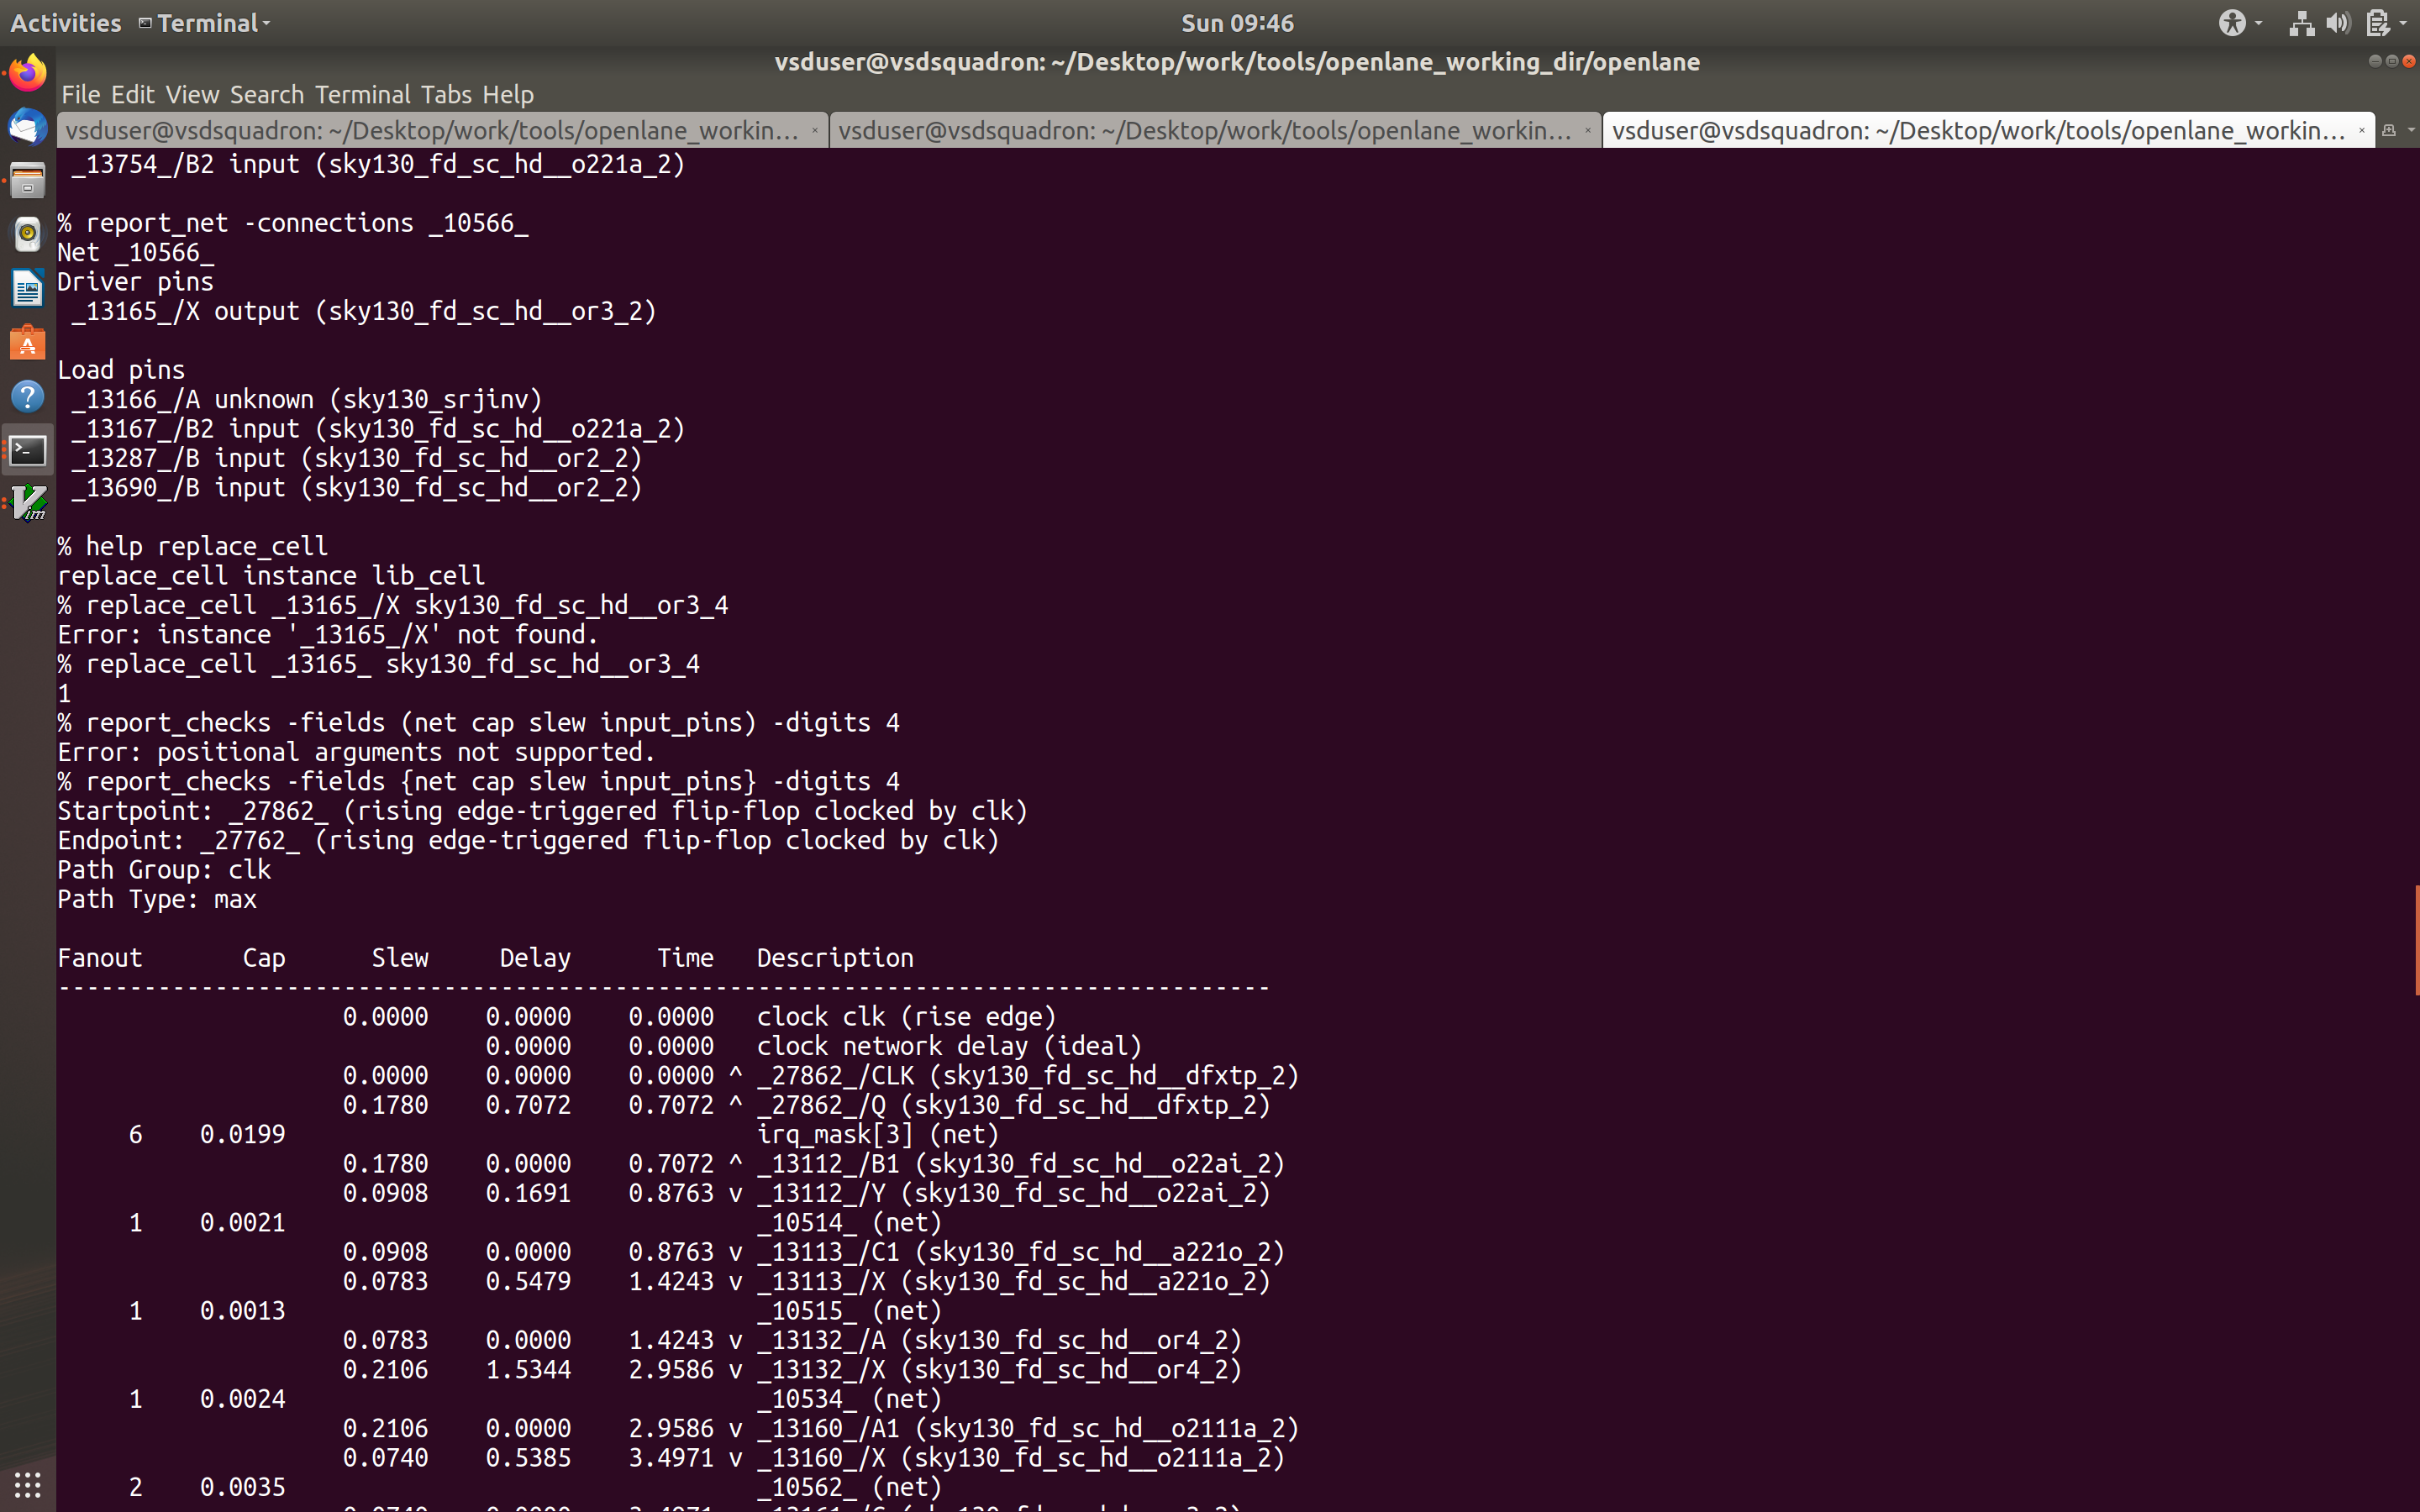 Activities Terminal
Sun 09:46
vsduser@vsdsquadron: ~/Desktop/work/tools/openlane_working_dir/openlane
File Edit View Search Terminal Tabs Help
vsduser@vsdsquadron: ~/Desktop/work/tools/openlane_workin... × vsduser@vsdsquadron: ~/Desktop/work/tools/openlane_workin... × vsduser@vsdsquadron: ~/Desktop/work/tools/openlane_workin... ×
_13754_/B2 input (sky130_fd_sc_hd__o221a_2)
% report_net -connections _10566_
Net _10566_
Driver pins
_13165_/X output (sky130_fd_sc_hd__or3_2)
Load pins
_13166_/A unknown (sky130_srjinv)
_13167_/B2 input (sky130_fd_sc_hd__o221a_2)
_13287_/B input (sky130_fd_sc_hd__or2_2)
_13690_/B input (sky130_fd_sc_hd__or2_2)
% help replace_cell
replace_cell instance lib_cell
% replace_cell _13165_/X sky130_fd_sc_hd__or3_4
Error: instance '_13165_/X' not found.
% replace_cell _13165_ sky130_fd_sc_hd__or3_4
1
% report_checks -fields (net cap slew input_pins) -digits 4
Error: positional arguments not supported.
% report_checks -fields {net cap slew input_pins} -digits 4
Startpoint: _27862_ (rising edge-triggered flip-flop clocked by clk)
Endpoint: _27762_ (rising edge-triggered flip-flop clocked by clk)
Path Group: clk
Path Type: max
Fanout Cap Slew Delay Time Description
-------------------------------------------------------------------------------------
0.0000 0.0000 0.0000 clock clk (rise edge)
0.0000 0.0000 clock network delay (ideal)
0.0000 0.0000 0.0000 ^ _27862_/CLK (sky130_fd_sc_hd__dfxtp_2)
0.1780 0.7072 0.7072 ^ _27862_/Q (sky130_fd_sc_hd__dfxtp_2)
6 0.0199 irq_mask[3] (net)
0.1780 0.0000 0.7072 ^ _13112_/B1 (sky130_fd_sc_hd__o22ai_2)
0.0908 0.1691 0.8763 v _13112_/Y (sky130_fd_sc_hd__o22ai_2)
1 0.0021 _10514_ (net)
0.0908 0.0000 0.8763 v _13113_/C1 (sky130_fd_sc_hd__a221o_2)
0.0783 0.5479 1.4243 v _13113_/X (sky130_fd_sc_hd__a221o_2)
1 0.0013 _10515_ (net)
0.0783 0.0000 1.4243 v _13132_/A (sky130_fd_sc_hd__or4_2)
0.2106 1.5344 2.9586 v _13132_/X (sky130_fd_sc_hd__or4_2)
1 0.0024 _10534_ (net)
0.2106 0.0000 2.9586 v _13160_/A1 (sky130_fd_sc_hd__o2111a_2)
0.0740 0.5385 3.4971 v _13160_/X (sky130_fd_sc_hd__o2111a_2)
2 0.0035 _10562_ (net)